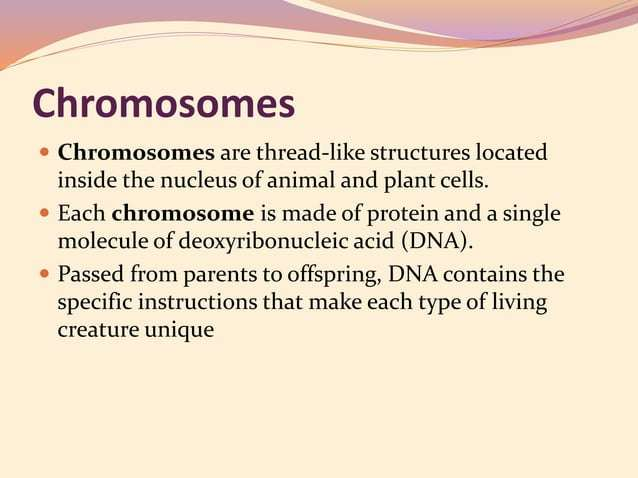 Chromosomes
• Chromosomes are thread-like structures located
inside the nucleus of animal and plant cells.
• Each chromosome is made of protein and a single
molecule of deoxyribonucleic acid (DNA).
• Passed from parents to offspring, DNA contains the
specific instructions that make each type of living
creature unique